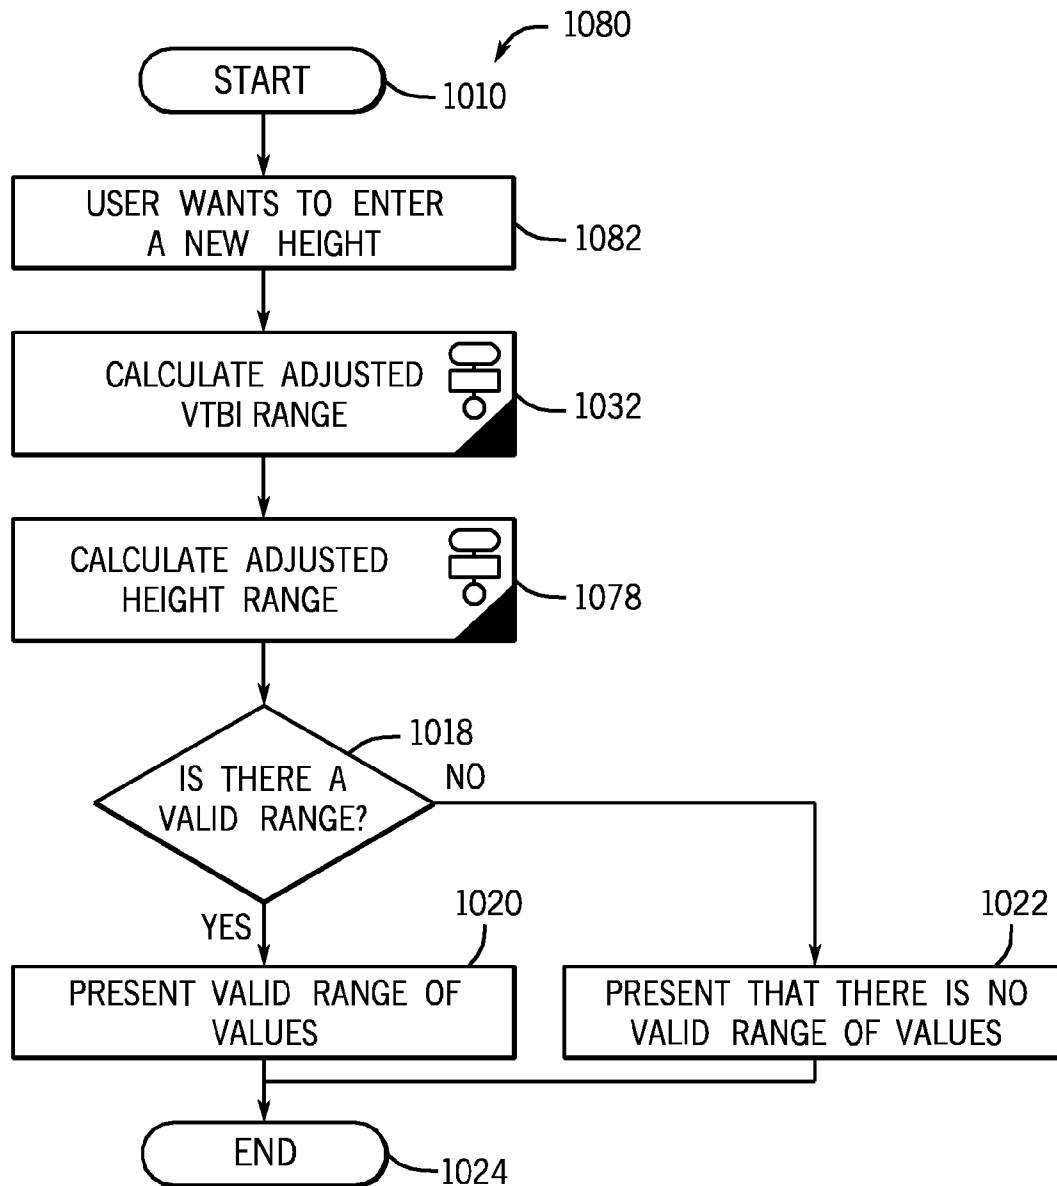 1080
START
1010
USER WANTS TO ENTER
A NEW HEIGHT
1082
CALCULATE ADJUSTED
VTBI RANGE
1032
CALCULATE ADJUSTED
HEIGHT RANGE
1078
1018
IS THERE A
VALID RANGE?
NO
YES
1020
PRESENT VALID RANGE OF
VALUES
1022
PRESENT THAT THERE IS NO
VALID RANGE OF VALUES
END
1024